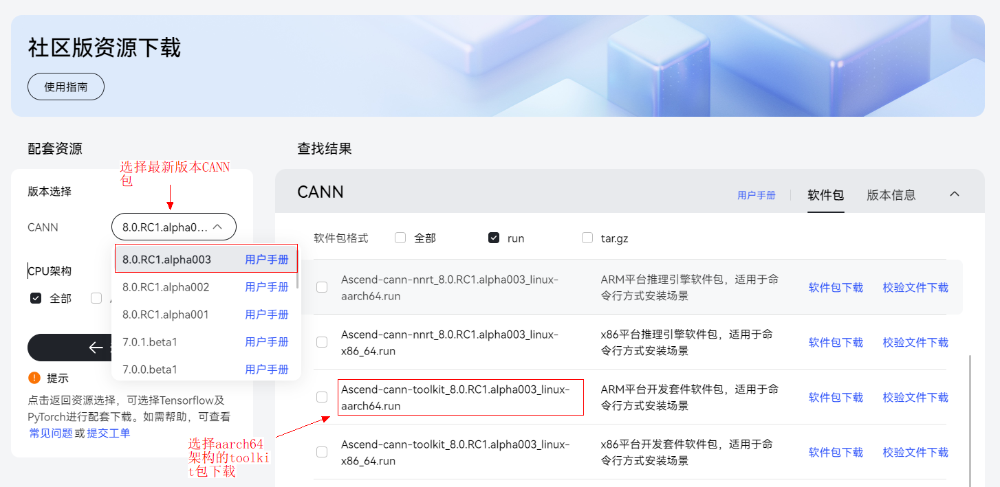 社区版资源下载
使用指南
配套资源
选择最新版本CANN
包
版本选择
CANN
8.0.RC1.alpha0...
8.0.RC1.alpha003 用户手册
8.0.RC1.alpha002 用户手册
8.0.RC1.alpha001 用户手册
7.0.1.beta1 用户手册
7.0.0.beta1 用户手册
CPU架构
全部
提示
点击返回资源选择，可选择Tensorflow及
PyTorch进行配套下载。如需帮助，可查看
常见问题或提交工单
选择aarch64
架构的toolki
t包下载
查找结果
CANN
用户手册 软件包 版本信息
软件包格式 全部 run tar.gz
Ascend-cann-nnrt_8.0.RC1.alpha003_linux-
aarch64.run
ARM平台推理引擎软件包，适用于命
令行方式安装场景
软件包下载 校验文件下载
Ascend-cann-nnrt_8.0.RC1.alpha003_linux-
x86_64.run
x86平台推理引擎软件包，适用于命
令行方式安装场景
软件包下载 校验文件下载
Ascend-cann-toolkit_8.0.RC1.alpha003_linux-
aarch64.run
ARM平台开发套件软件包，适用于命
令行方式安装场景
软件包下载 校验文件下载
Ascend-cann-toolkit_8.0.RC1.alpha003_linux-
x86_64.run
x86平台开发套件软件包，适用于命
令行方式安装场景
软件包下载 校验文件下载